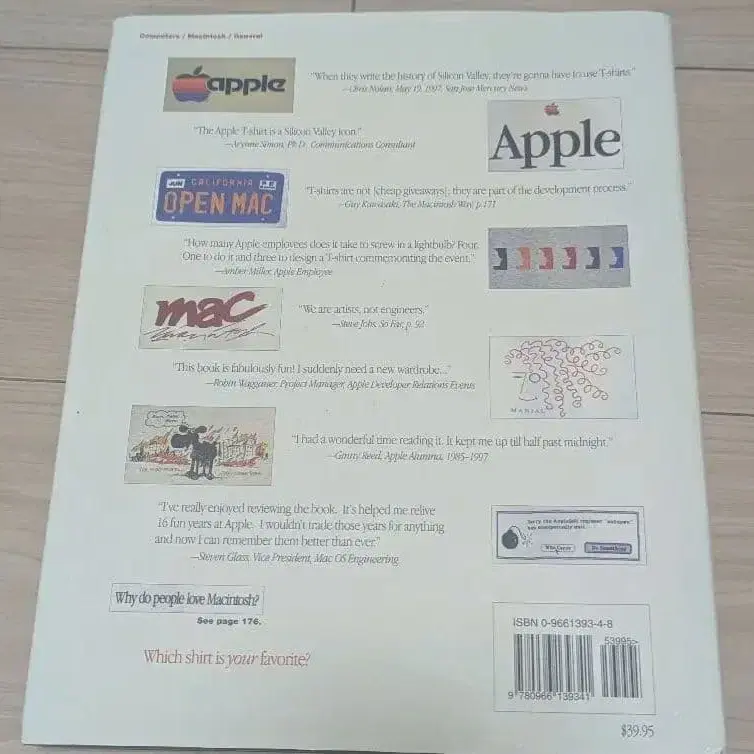 Computers / Macintosh / General
apple
"When they write the history of Silicon Valley, they're gonna have to use T-shirts."
—Chris Nolan, May 19, 1997, San Jose Mercury News
"The Apple T-shirt is a Silicon Valley icon."
—Arynne Simon, Ph.D., Communications Consultant
Apple
CALIFORNIA
OPEN MAC
"T-shirts are not [cheap giveaways]; they are part of the development process."
—Guy Kawasaki, The Macintosh Way, p.171
"How many Apple employees does it take to screw in a lightbulb? Four.
One to do it and three to design a T-shirt commemorating the event."
—Amber Miller, Apple Employee
mac
"We are artists, not engineers."
—Steve Jobs, So Far, p. 92
"This book is fabulously fun! I suddenly need a new wardrobe..."
—Robin Waggoner, Project Manager, Apple Developer Relations Events
"I had a wonderful time reading it. It kept me up till half past midnight."
—Ginny Reed, Apple Alumna, 1985-1997
"I've really enjoyed reviewing the book. It's helped me relive
16 fun years at Apple. I wouldn't trade those years for anything
and now I can remember them better than ever."
—Steven Glass, Vice President, Mac OS Engineering
Why do people love Macintosh?
See page 176.
Which shirt is your favorite?
ISBN 0-9661393-4-8
53995>
9 780966 139341
$39.95